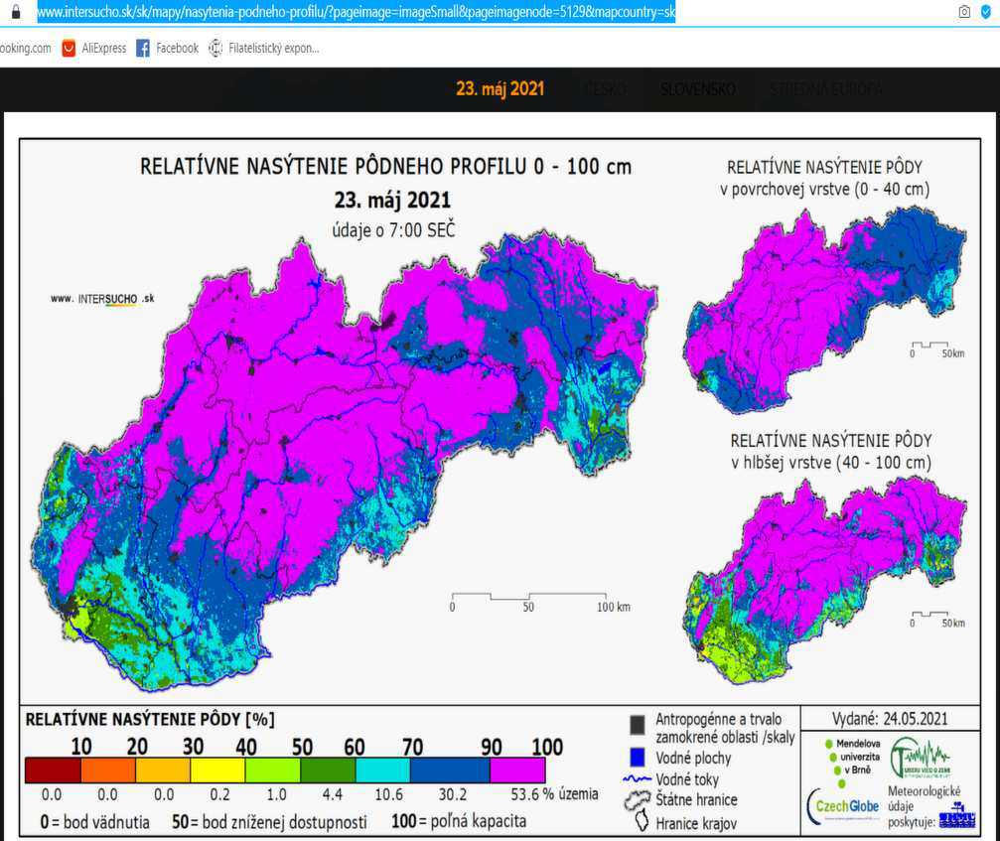 www.intersucho.sk/sk/mapy/nasytenia-podneho-profilu/?pageimage=imageSmall&pageimagenode=5129&mapcountry=sk
ooking.com AliExpress Facebook Filatelistický expon...
23. máj 2021 ČESKO SLOVENSKO STREDNÁ EURÓPA
RELATÍVNE NASÝTENIE PÔDNEHO PROFILU 0 - 100 cm
23. máj 2021
údaje o 7:00 SEČ
www. INTERSUCHO .sk
0 50 100 km
RELATÍVNE NASÝTENIE PÔDY
v povrchovej vrstve (0 - 40 cm)
0 50km
RELATÍVNE NASÝTENIE PÔDY
v hlbšej vrstve (40 - 100 cm)
0 50km
RELATÍVNE NASÝTENIE PÔDY [%]
10 20 30 40 50 60 70 90 100
0.0 0.0 0.0 0.2 1.0 4.4 10.6 30.2 53.6 % územia
0 = bod vädnutia 50 = bod zníženej dostupnosti 100 = poľná kapacita
Antropogénne a trvalo
zamokrené oblasti /skaly
Vodné plochy
Vodné toky
Štátne hranice
Hranice krajov
Vydané: 24.05.2021
Mendelova
univerzita
v Brně
CzechGlobe
Meteorologické
údaje
poskytuje: